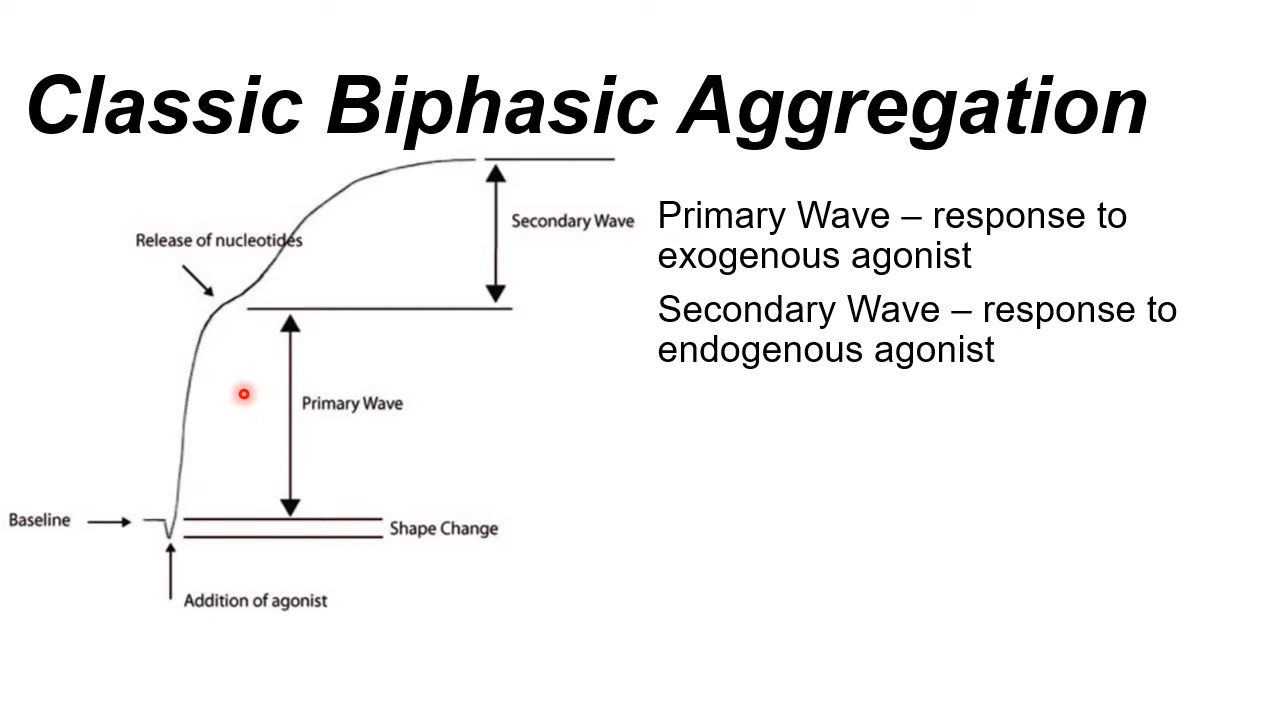 Classic Biphasic Aggregation
Secondary Wave
Release of nucleotides
Primary Wave
Baseline
Shape Change
Addition of agonist
Primary Wave – response to
exogenous agonist
Secondary Wave – response to
endogenous agonist